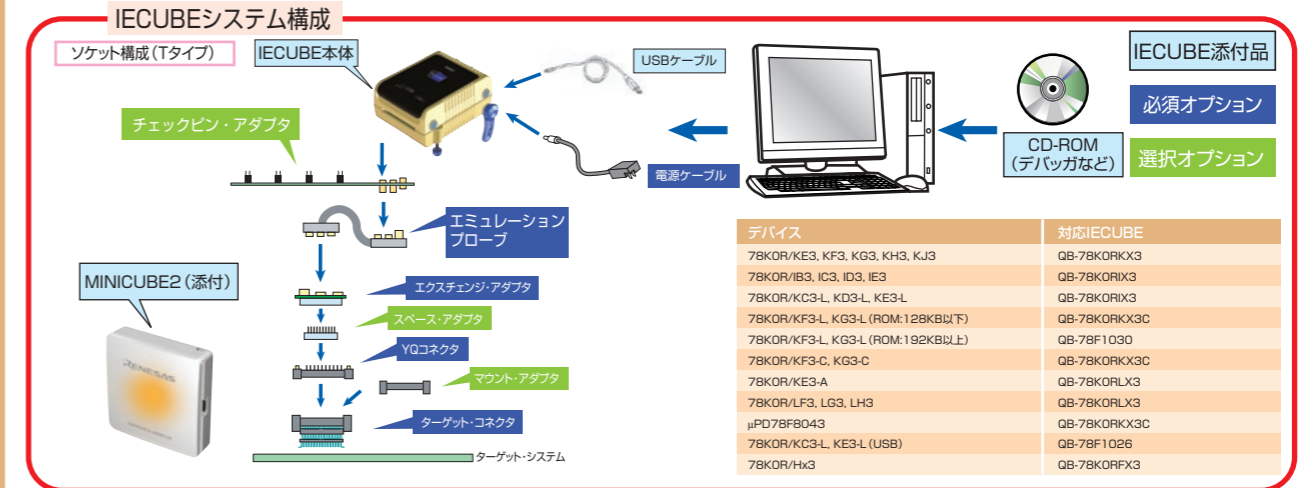 IECUBEシステム構成
ソケット構成(Tタイプ)
IECUBE本体
USBケーブル
IECUBE添付品
必須オプション
選択オプション
チェックピン・アダプタ
電源ケーブル
CD-ROM
(デバッガなど)
エミュレーション
プローブ
MINICUBE2(添付)
RENESAS
エクスチェンジ・アダプタ
スペース・アダプタ
YQコネクタ
マウント・アダプタ
ターゲット・コネクタ
ターゲット・システム
デバイス 対応IECUBE
78K0R/KE3, KF3, KG3, KH3, KJ3 QB-78K0RKX3
78K0R/IB3, IC3, ID3, IE3 QB-78K0RIX3
78K0R/KC3-L, KD3-L, KE3-L QB-78K0RIX3
78K0R/KF3-L, KG3-L(ROM:128KB以下) QB-78K0RKX3C
78K0R/KF3-L, KG3-L(ROM:192KB以上) QB-78F1030
78K0R/KF3-C, KG3-C QB-78K0RKX3C
78K0R/KE3-A QB-78K0RLX3
78K0R/LF3, LG3, LH3 QB-78K0RLX3
μPD78F8043 QB-78K0RKX3C
78K0R/KC3-L, KE3-L(USB) QB-78F1026
78K0R/Hx3 QB-78K0RFX3